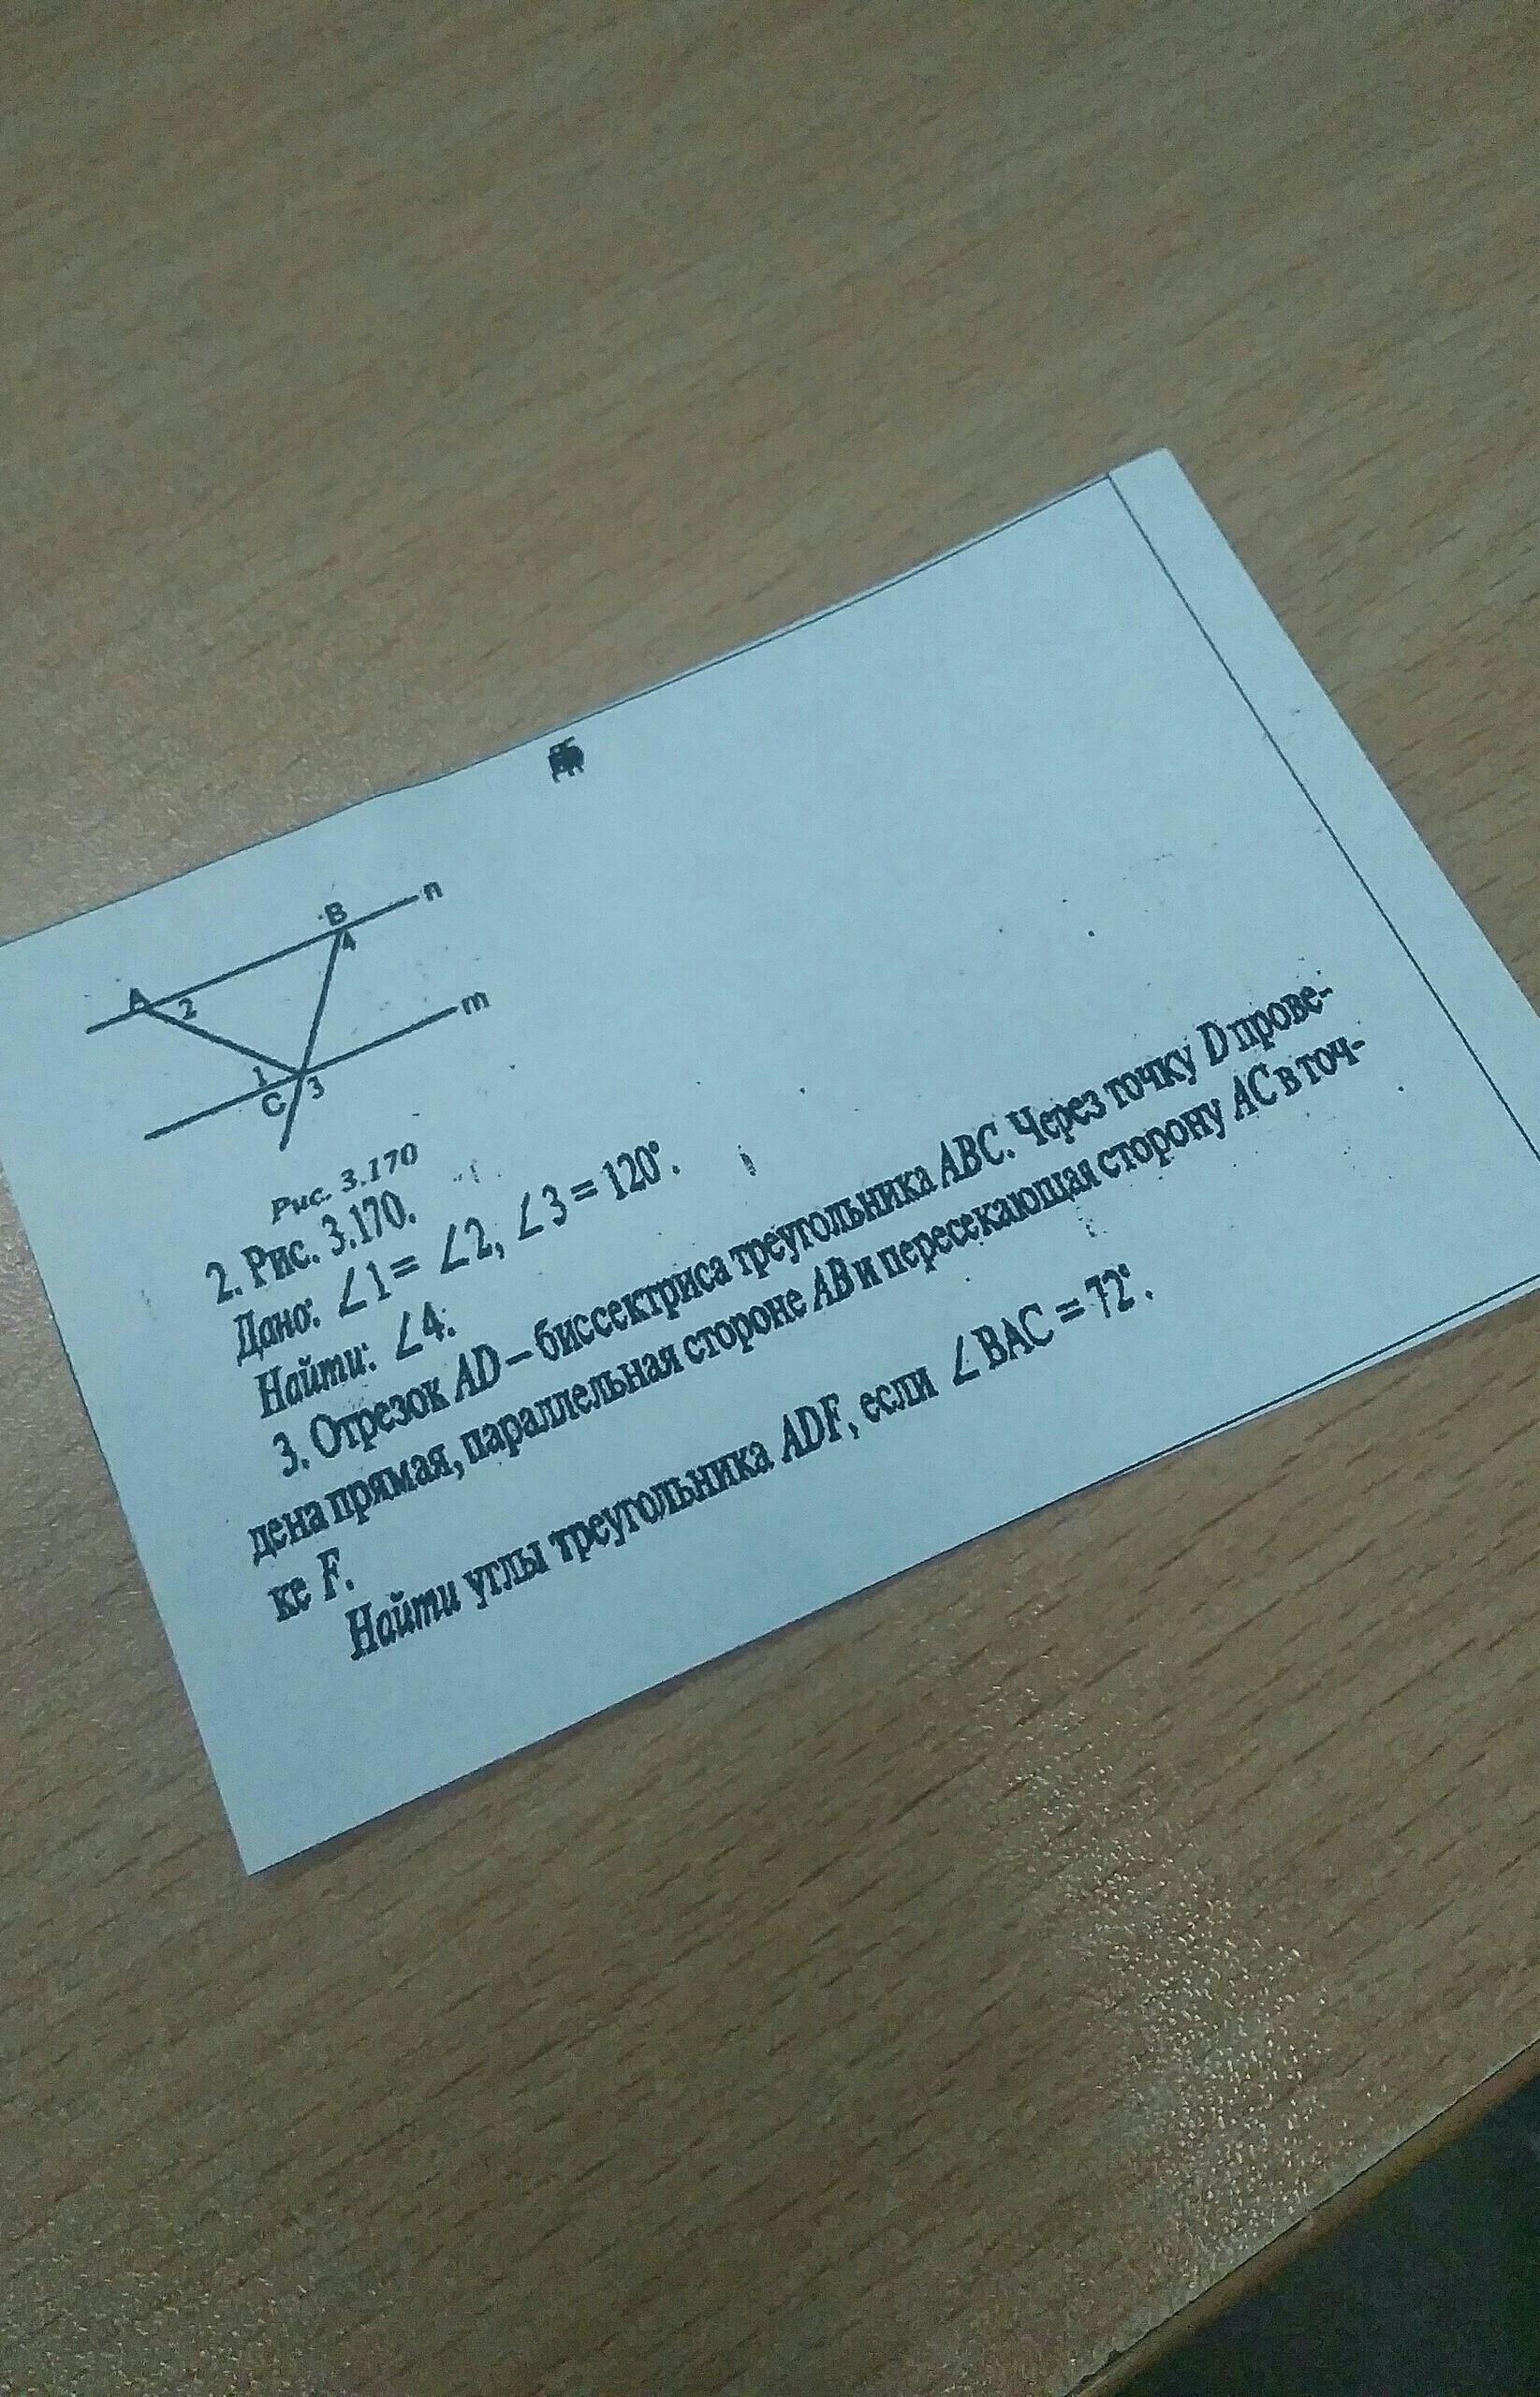 B
n
A
2
4
m
1
C
3
Рис. 3.170
2. Рис. 3.170.
Дано: ∠1 = ∠2, ∠3 = 120°.
Найти: ∠4.
3. Отрезок AD – биссектриса треугольника ABC. Через точку D прове-
дена прямая, параллельная стороне AB и пересекающая сторону AC в точ-
ке F.
Найти углы треугольника ADF, если ∠BAC = 72°.